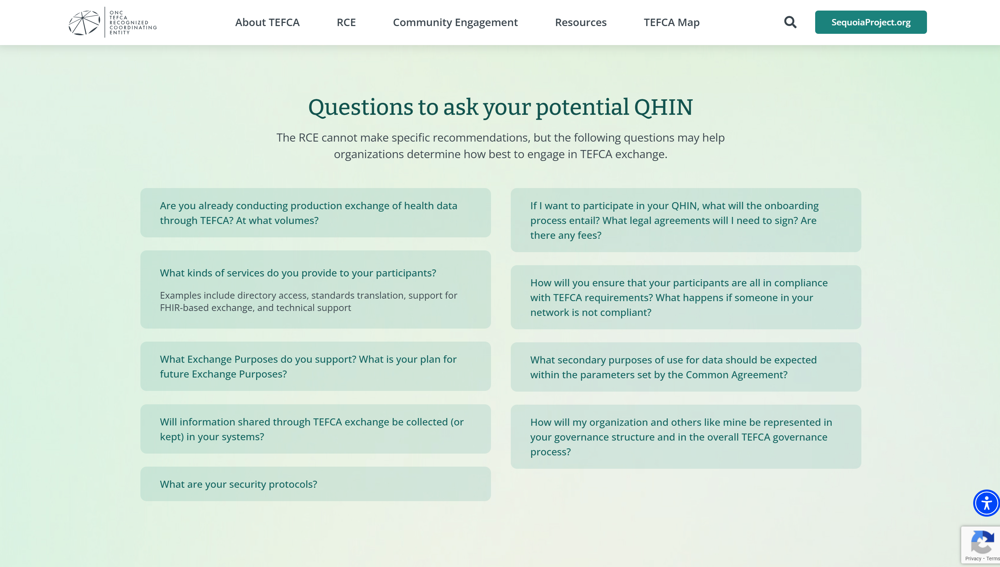 ONC
TEFCA
RECOGNIZED
COORDINATING
ENTITY
About TEFCA
RCE
Community Engagement
Resources
TEFCA Map
SequoiaProject.org
Questions to ask your potential QHIN
The RCE cannot make specific recommendations, but the following questions may help
organizations determine how best to engage in TEFCA exchange.
Are you already conducting production exchange of health data
through TEFCA? At what volumes?
What kinds of services do you provide to your participants?
Examples include directory access, standards translation, support for
FHIR-based exchange, and technical support
What Exchange Purposes do you support? What is your plan for
future Exchange Purposes?
Will information shared through TEFCA exchange be collected (or
kept) in your systems?
What are your security protocols?
If I want to participate in your QHIN, what will the onboarding
process entail? What legal agreements will I need to sign? Are
there any fees?
How will you ensure that your participants are all in compliance
with TEFCA requirements? What happens if someone in your
network is not compliant?
What secondary purposes of use for data should be expected
within the parameters set by the Common Agreement?
How will my organization and others like mine be represented in
your governance structure and in the overall TEFCA governance
process?
Privacy - Terms